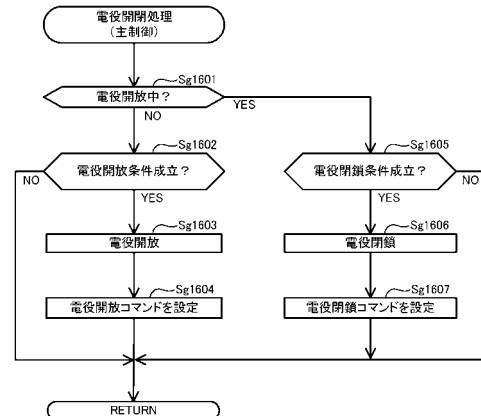 電役開閉処理
（主制御）
Sg1601
電役開放中？
YES
NO
Sg1602
電役開放条件成立？
NO
YES
Sg1605
電役閉鎖条件成立？
NO
YES
Sg1603
電役開放
Sg1606
電役閉鎖
Sg1604
電役開放コマンドを設定
Sg1607
電役閉鎖コマンドを設定
RETURN